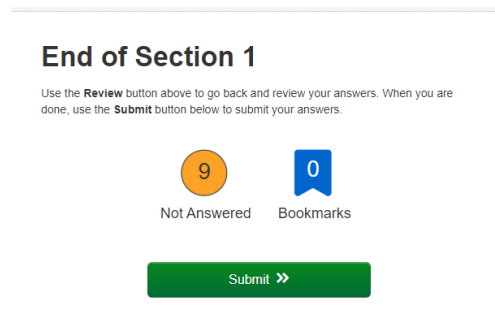 End of Section 1
Use the Review button above to go back and review your answers. When you are
done, use the Submit button below to submit your answers.
9
0
Not Answered
Bookmarks
Submit »